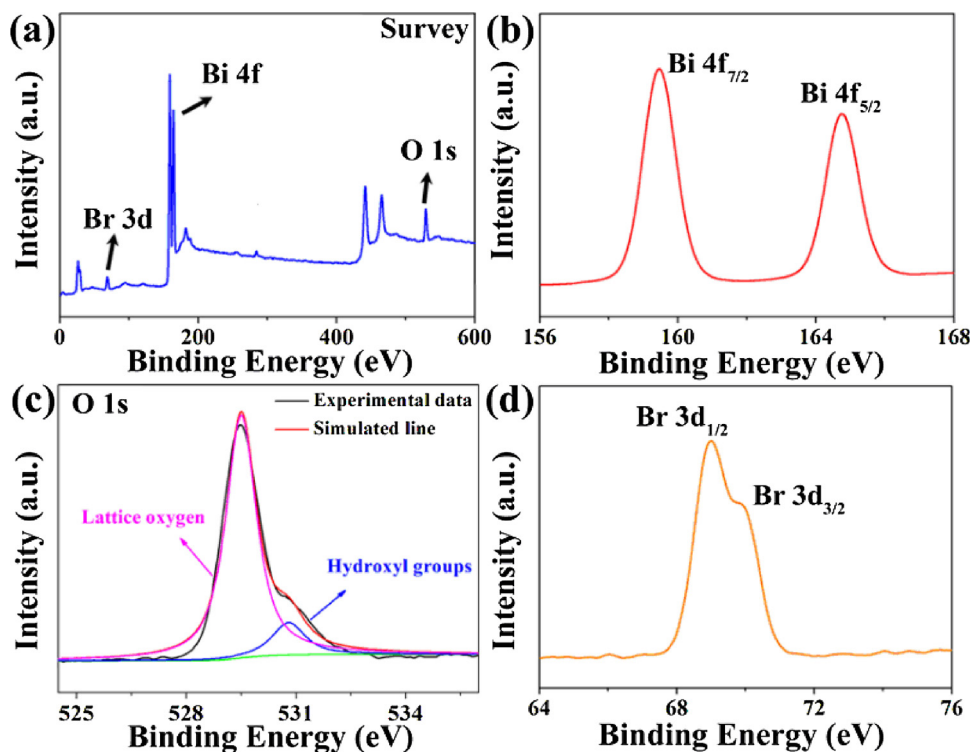 (a)
Survey
Bi 4f
O 1s
Br 3d
Intensity (a.u.)
0 200 400 600
Binding Energy (eV)
(b)
Bi 4f7/2
Bi 4f5/2
Intensity (a.u.)
156 160 164 168
Binding Energy (eV)
(c)
O 1s
Experimental data
Simulated line
Lattice oxygen
Hydroxyl groups
Intensity (a.u.)
525 528 531 534
Binding Energy (eV)
(d)
Br 3d1/2
Br 3d3/2
Intensity (a.u.)
64 68 72 76
Binding Energy (eV)